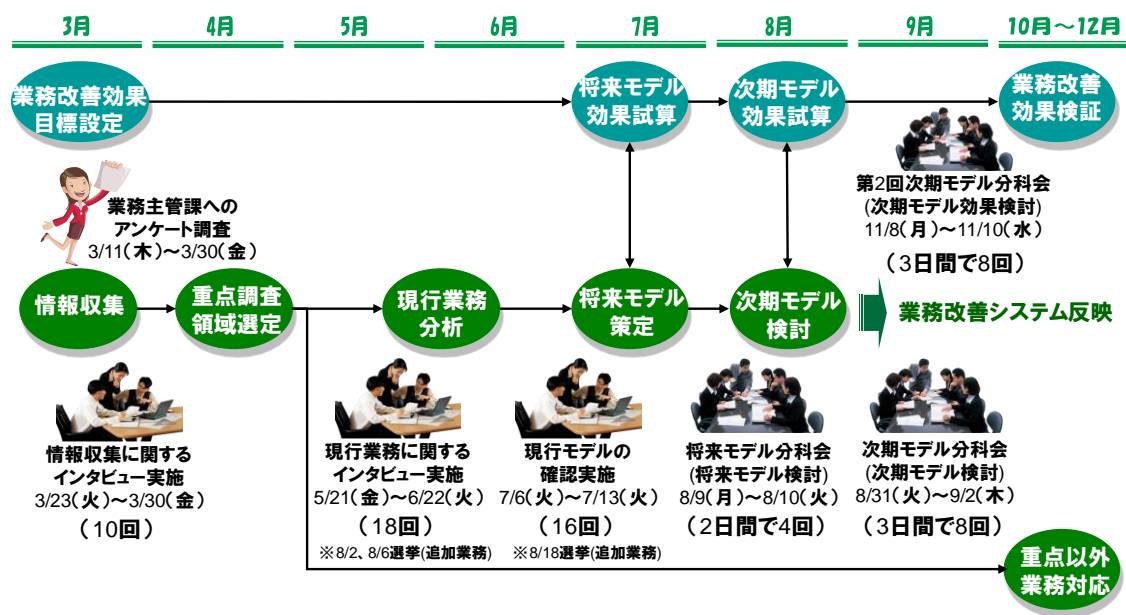 3月 4月 5月 6月 7月 8月 9月 10月～12月
業務改善効果
目標設定
将来モデル
効果試算
次期モデル
効果試算
業務改善
効果検証
業務主管課への
アンケート調査
3/11(木)～3/30(金)
第2回次期モデル分科会
(次期モデル効果検討)
11/8(月)～11/10(水)
（3日間で8回）
情報収集
重点調査
領域選定
現行業務
分析
将来モデル
策定
次期モデル
検討
業務改善システム反映
情報収集に関する
インタビュー実施
3/23(火)～3/30(金)
（10回）
現行業務に関する
インタビュー実施
5/21(金)～6/22(火)
（18回）
※8/2、8/6選挙(追加業務)
現行モデルの
確認実施
7/6(火)～7/13(火)
（16回）
※8/18選挙(追加業務)
将来モデル分科会
(将来モデル検討)
8/9(月)～8/10(火)
（2日間で4回）
次期モデル分科会
(次期モデル検討)
8/31(火)～9/2(木)
（3日間で8回）
重点以外
業務対応